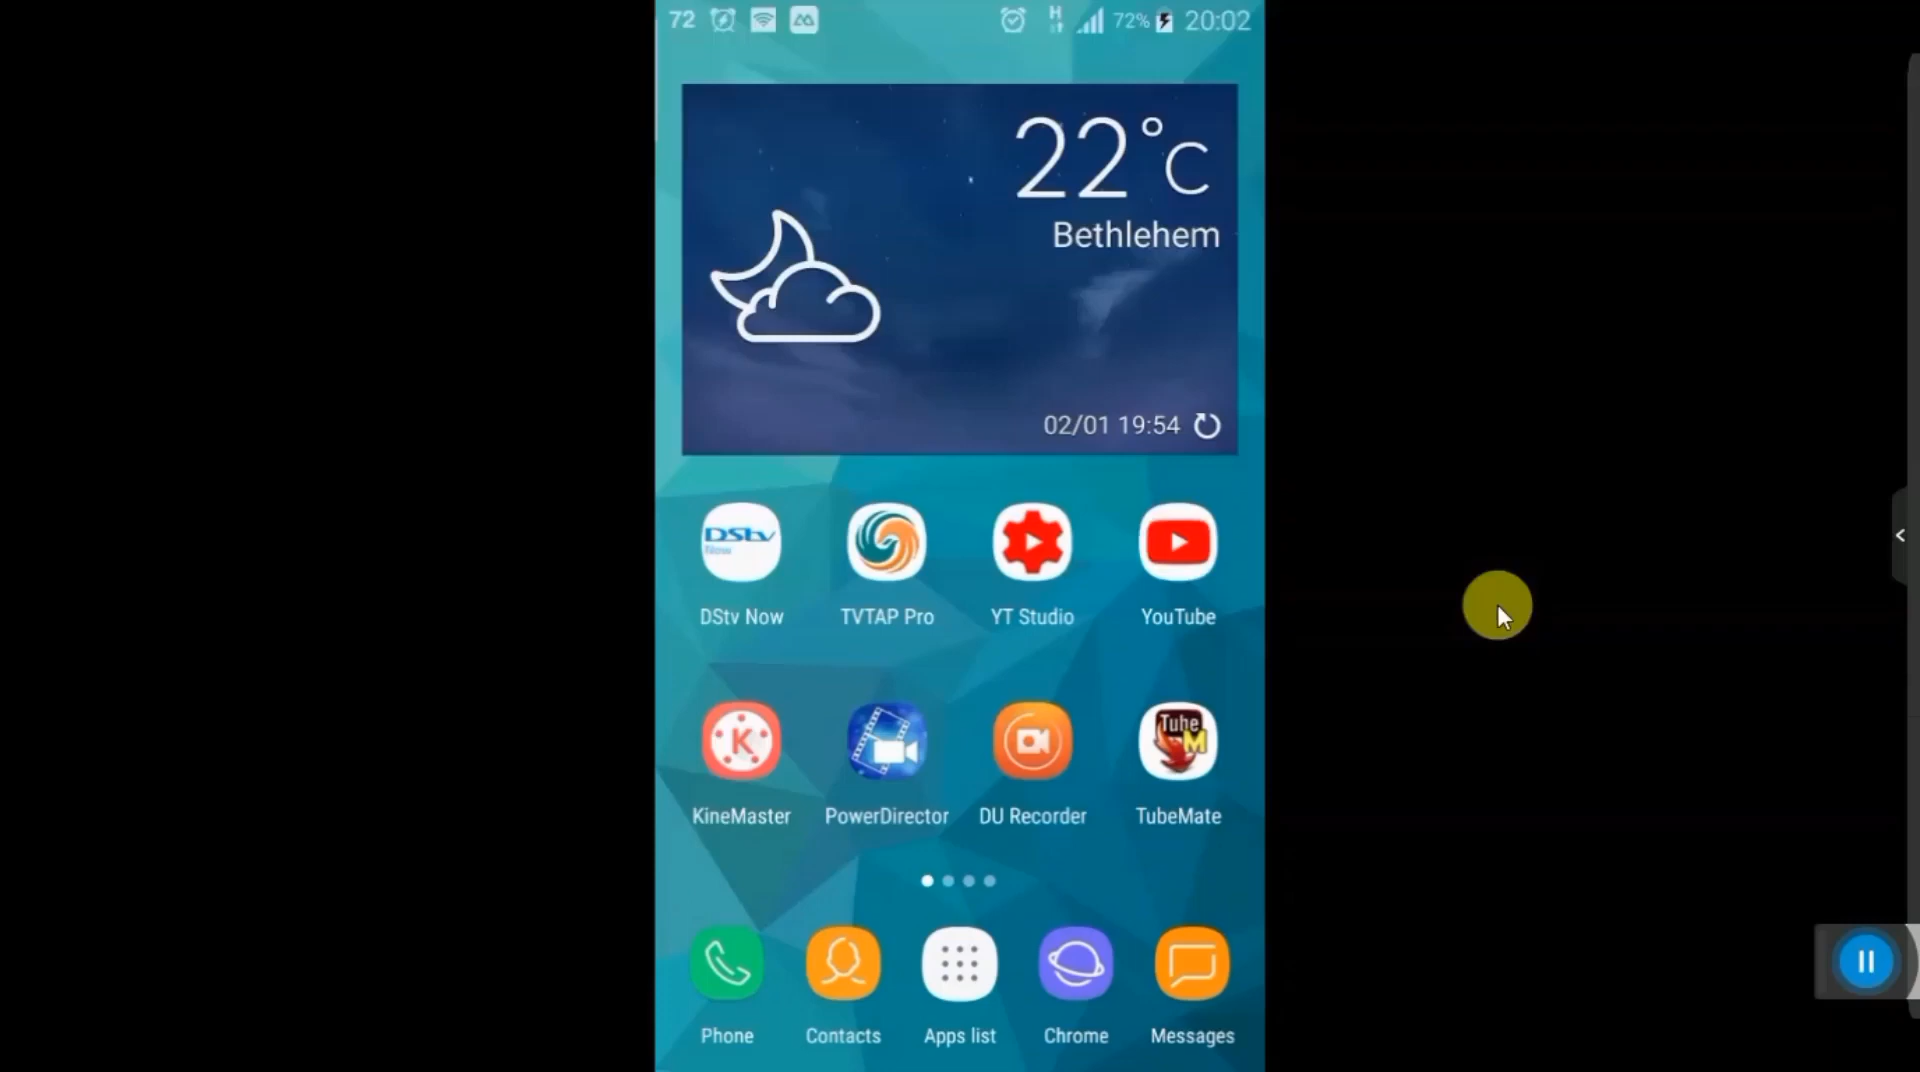 72
H
72%
20:02
22°C
Bethlehem
02/01 19:54
DStv
Now
DStv Now
TVTAP Pro
YT Studio
YouTube
K
Tube
M
KineMaster
PowerDirector
DU Recorder
TubeMate
Phone
Contacts
Apps list
Chrome
Messages